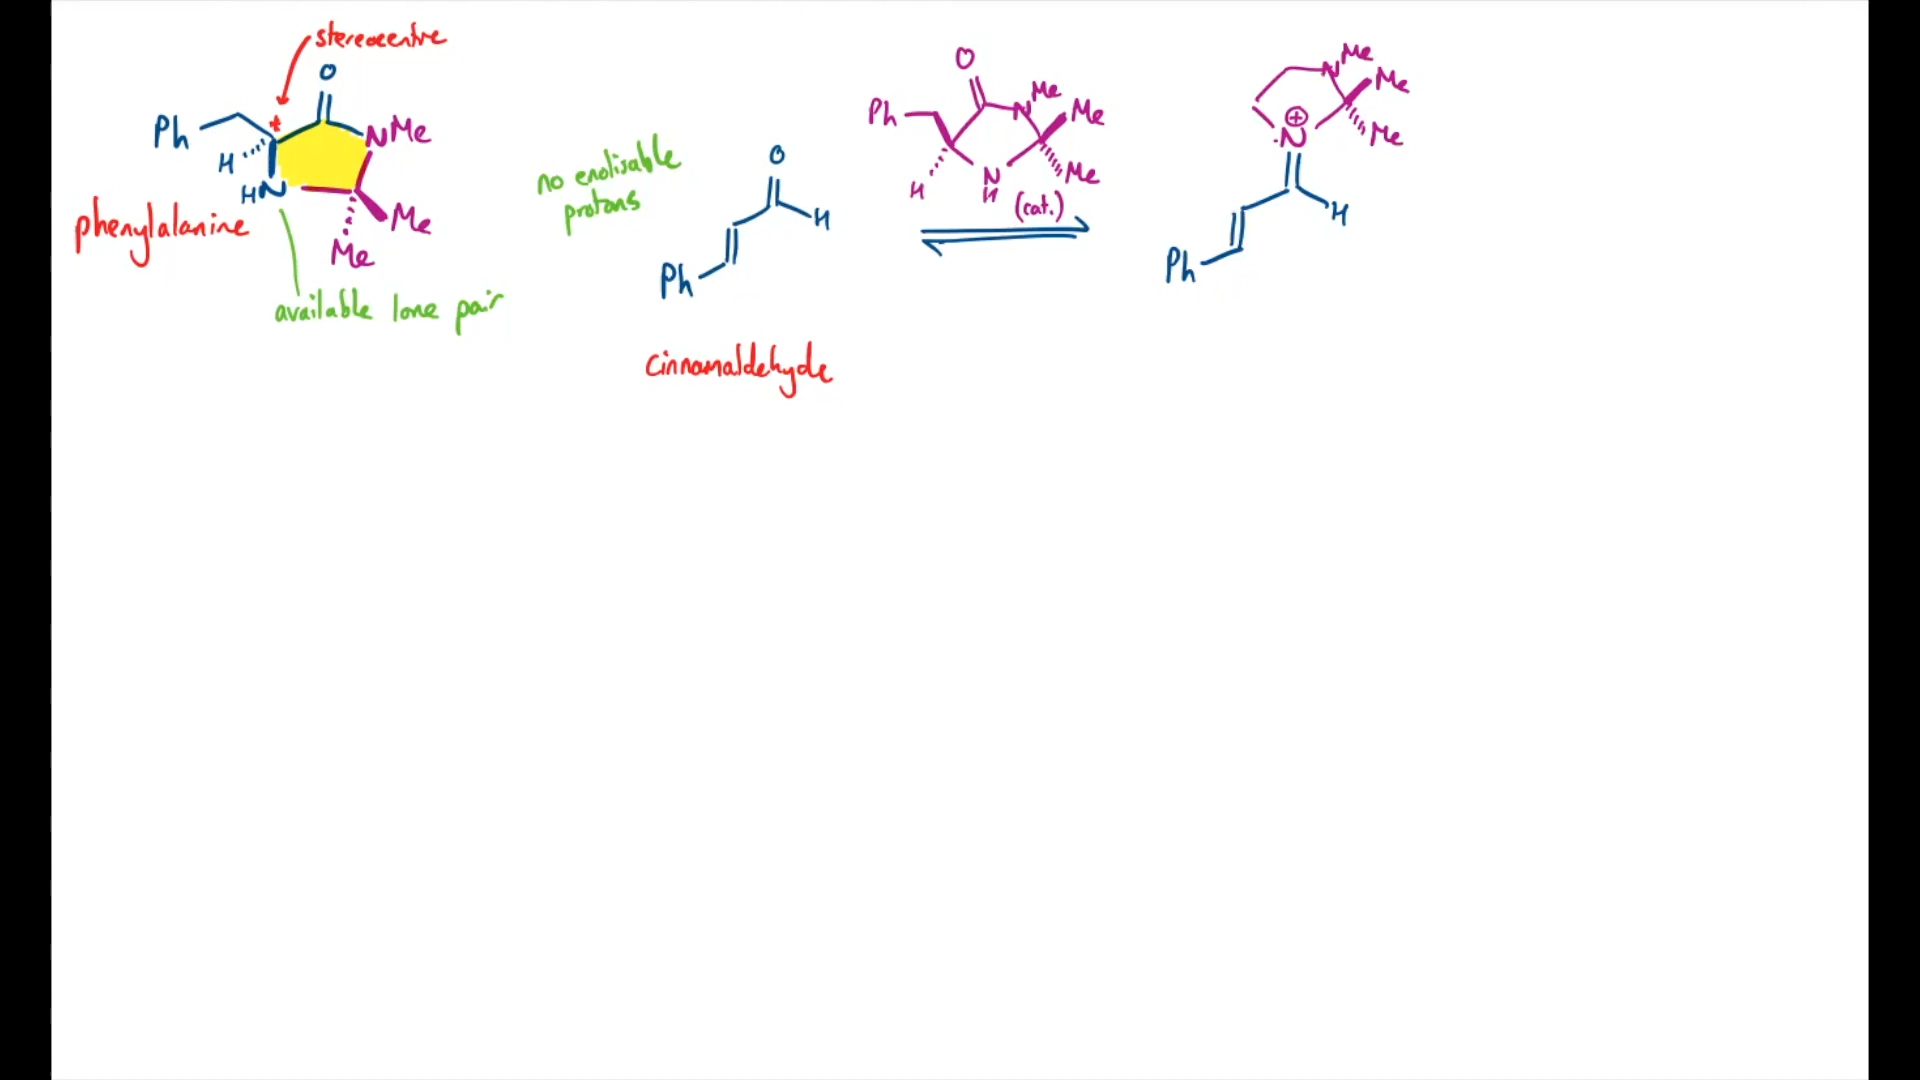 stereocentre
O
Ph
H
NMe
HN
Me
Me
phenylalanine
available lone pair
no enolisable
protons
O
H
Ph
cinnamaldehyde
O
Ph
Me
N
Me
H
N
H
Me
(cat.)
Me
N
Me
+
N
Me
H
Ph